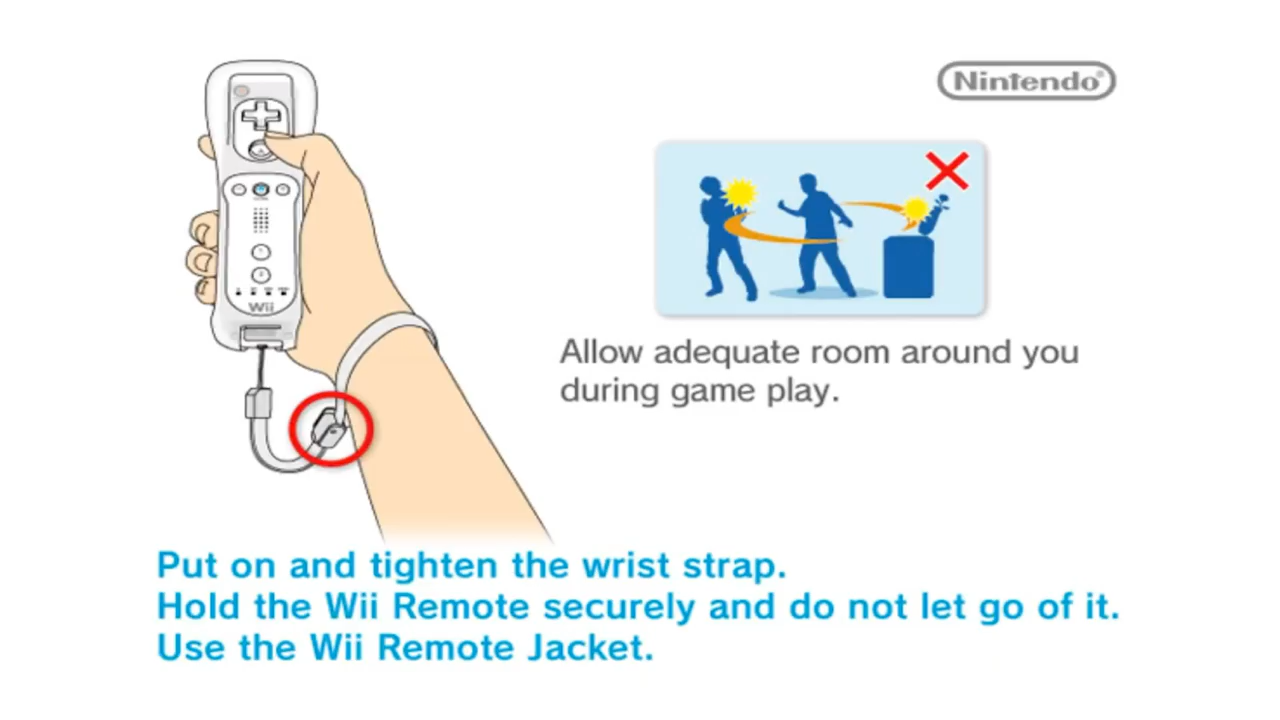 Nintendo®
Wii
Allow adequate room around you
during game play.
Put on and tighten the wrist strap.
Hold the Wii Remote securely and do not let go of it.
Use the Wii Remote Jacket.